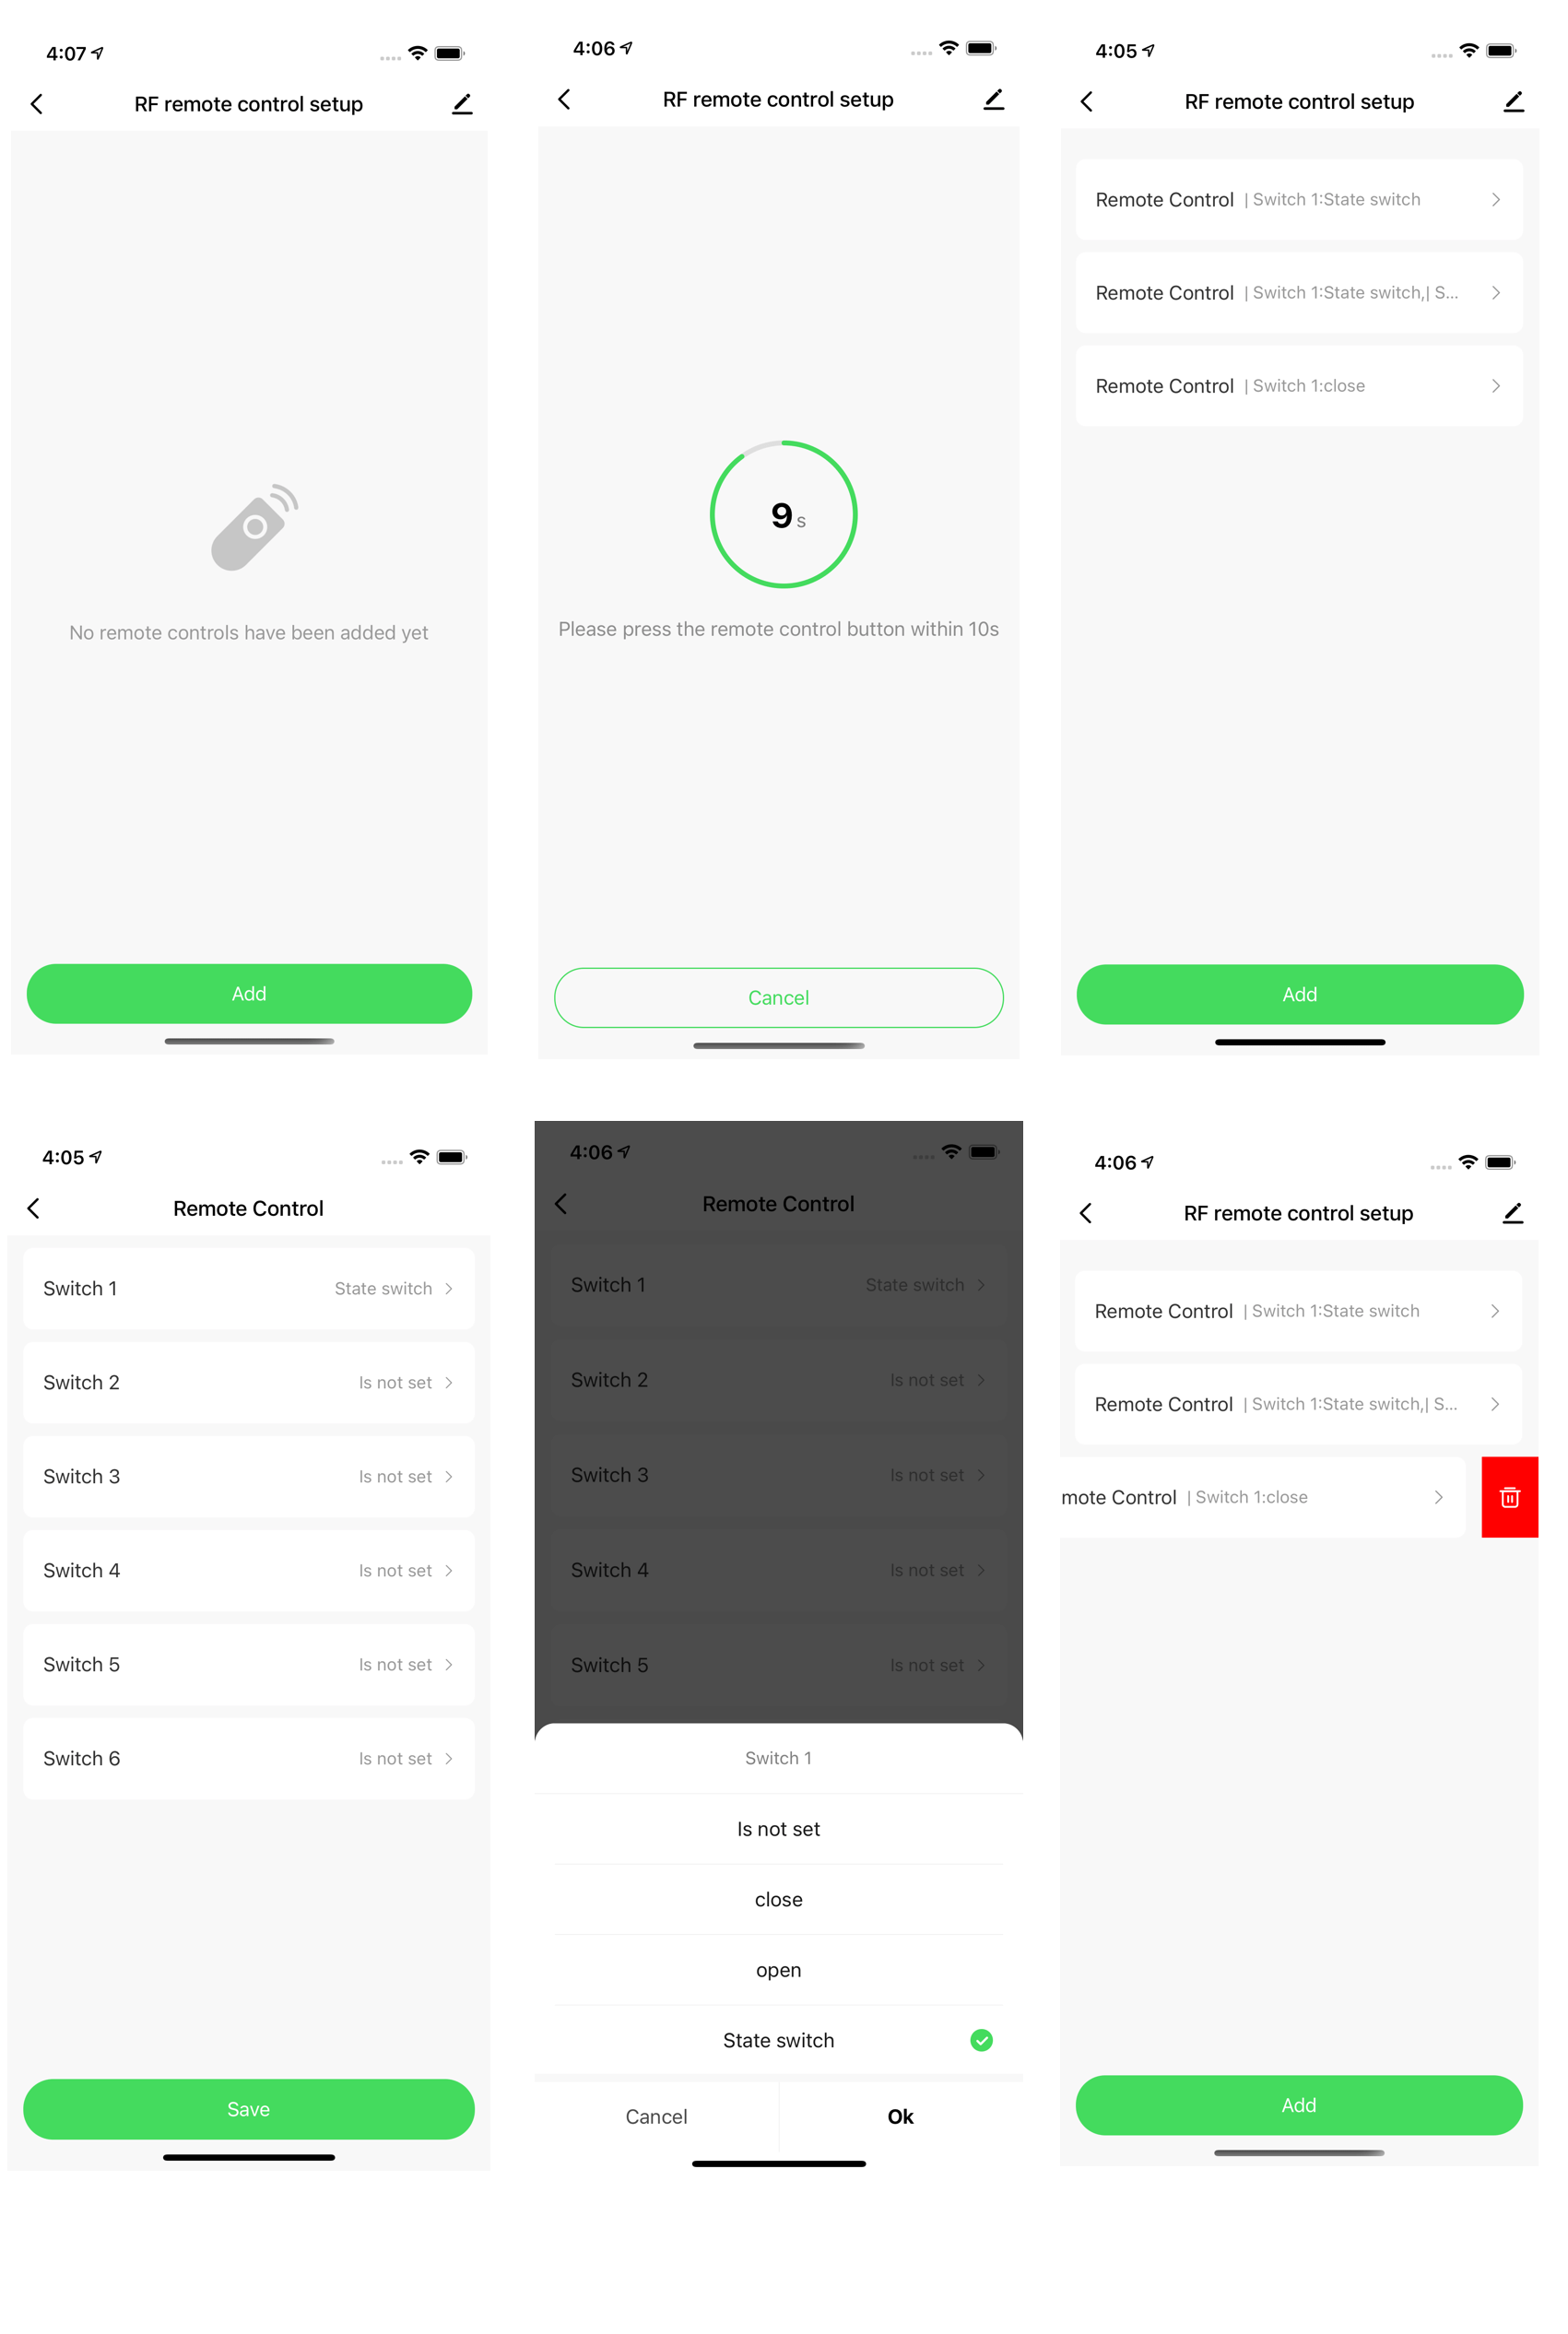 4:07
RF remote control setup
No remote controls have been added yet
Add
4:06
RF remote control setup
9 s
Please press the remote control button within 10s
Cancel
4:05
RF remote control setup
Remote Control | Switch 1:State switch
Remote Control | Switch 1:State switch,| S...
Remote Control | Switch 1:close
Add
4:05
Remote Control
Switch 1 State switch
Switch 2 Is not set
Switch 3 Is not set
Switch 4 Is not set
Switch 5 Is not set
Switch 6 Is not set
Save
4:06
Remote Control
Switch 1 State switch
Switch 2 Is not set
Switch 3 Is not set
Switch 4 Is not set
Switch 5 Is not set
Switch 1
Is not set
close
open
State switch
Cancel Ok
4:06
RF remote control setup
Remote Control | Switch 1:State switch
Remote Control | Switch 1:State switch,| S...
mote Control | Switch 1:close
Add